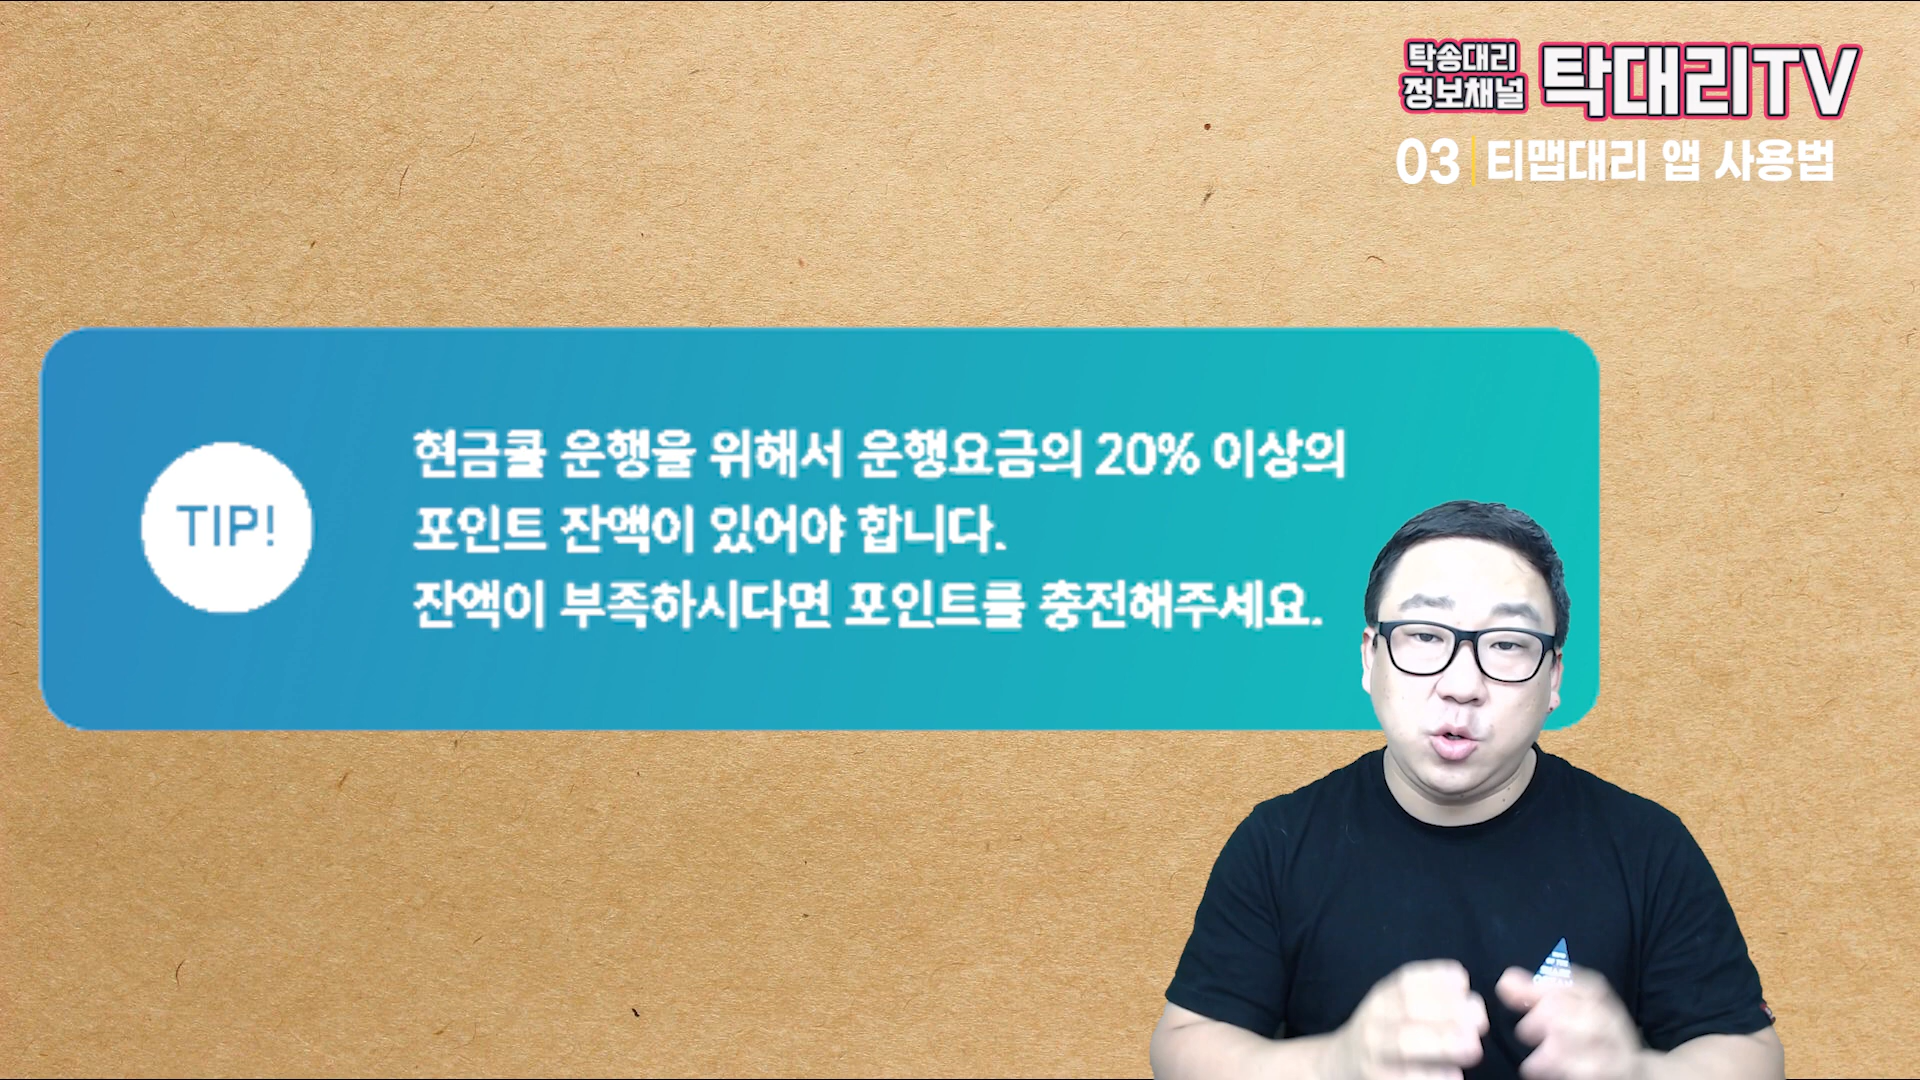 탁송대리
정보채널
탁대리TV
03 티맵대리 앱 사용법
TIP!
현금콜 운행을 위해서 운행요금의 20% 이상의
포인트 잔액이 있어야 합니다.
잔액이 부족하시다면 포인트를 충전해주세요.